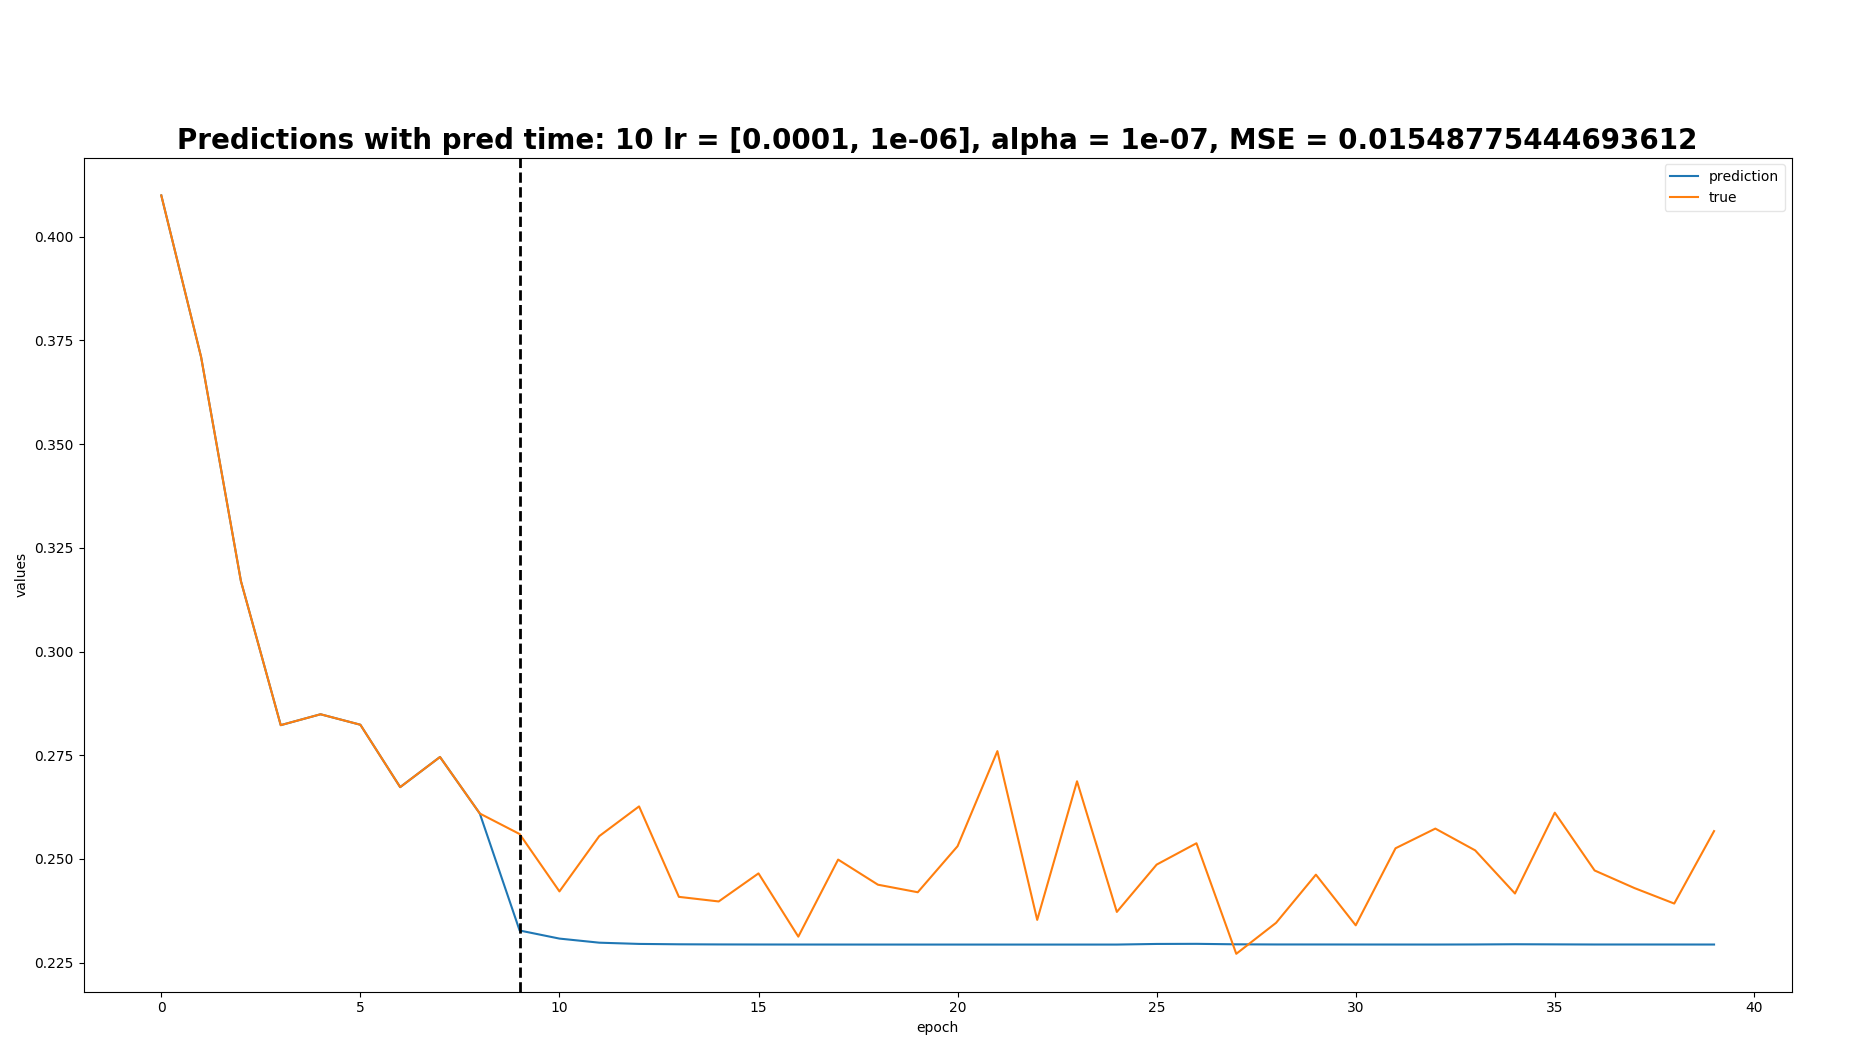 Predictions with pred time: 10 lr = [0.0001, 1e-06], alpha = 1e-07, MSE = 0.01548775444693612
prediction
true
0.400
0.375
0.350
0.325
0.300
0.275
0.250
0.225
values
0 5 10 15 20 25 30 35 40
epoch